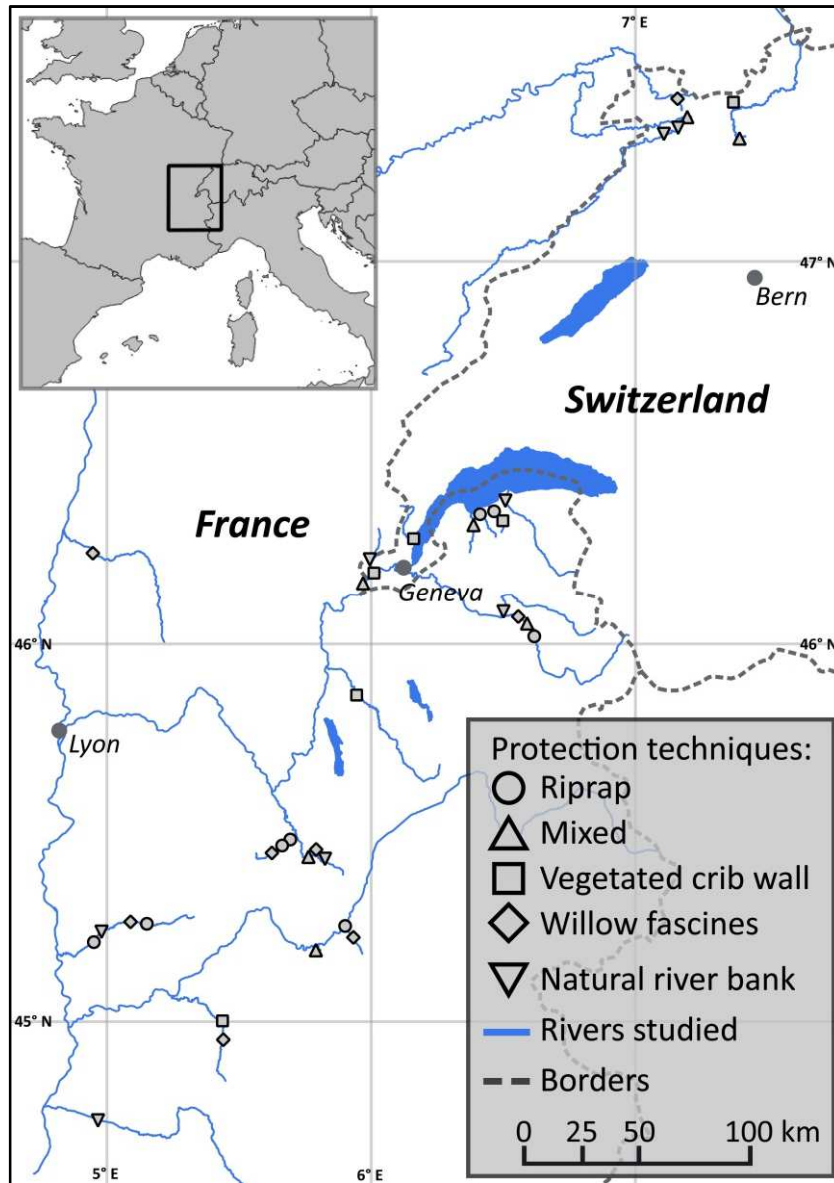 7° E
47° N
Bern
Switzerland
France
Geneva
46° N
46° N
Lyon
Protection techniques:
Riprap
Mixed
Vegetated crib wall
Willow fascines
Natural river bank
Rivers studied
Borders
0 25 50 100 km
45° N
5° E
6° E